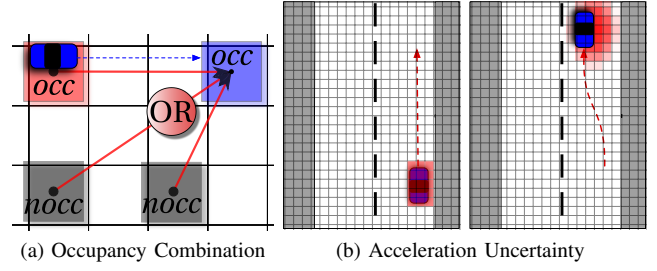 occ
occ
OR
nocc
nocc
(a) Occupancy Combination
(b) Acceleration Uncertainty